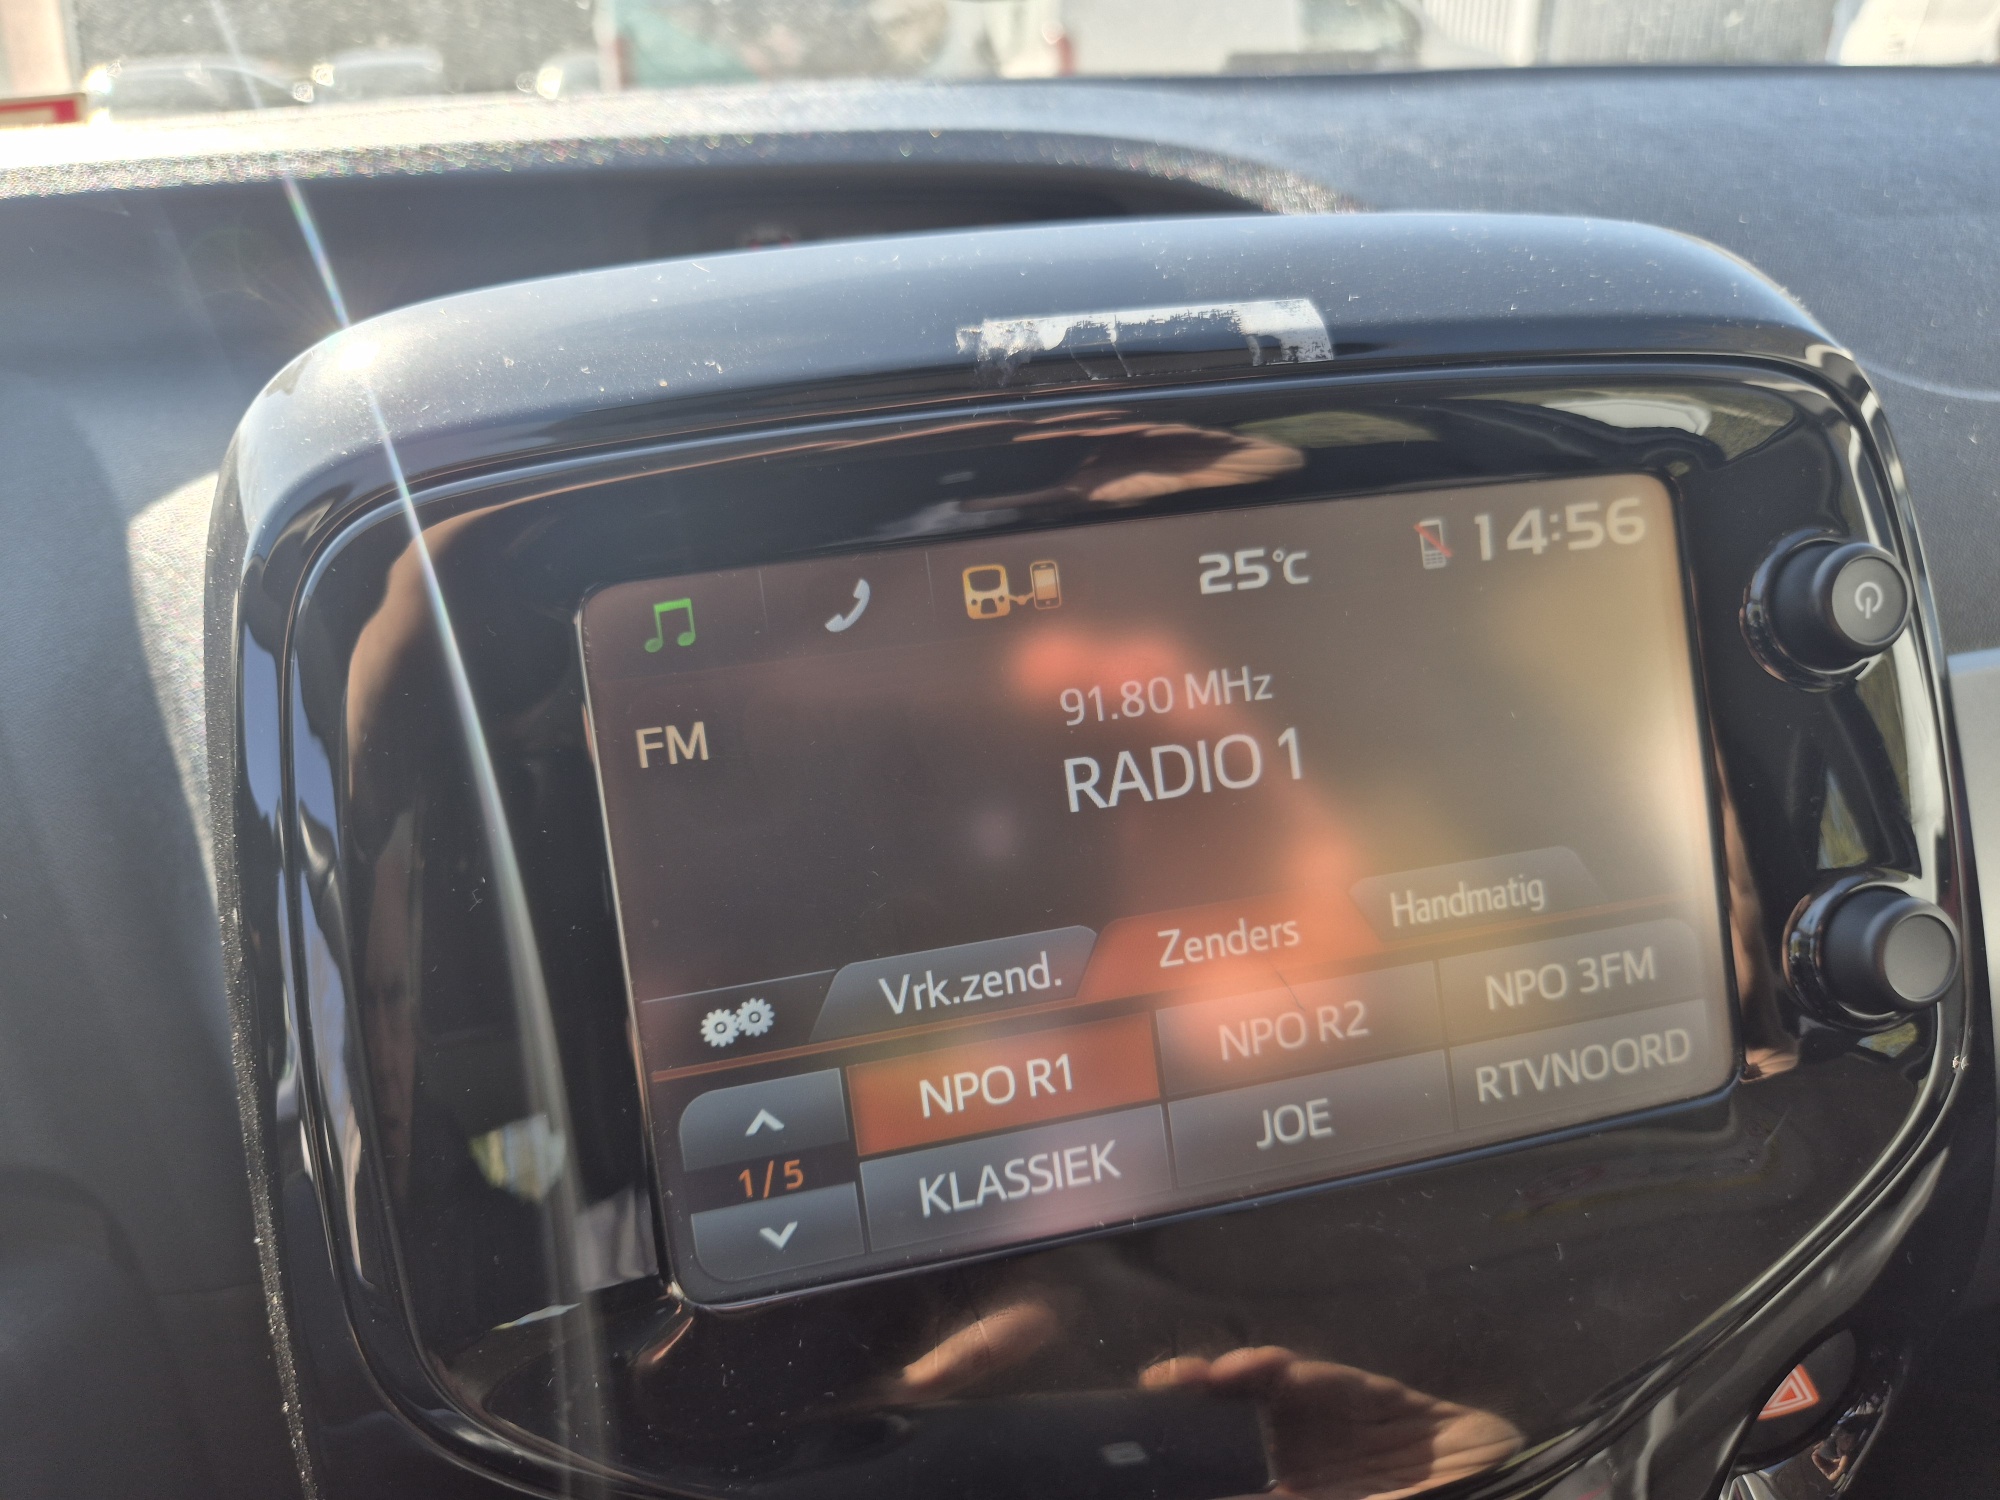 25°C
14:56
FM
91.80 MHz
RADIO 1
Vrk.zend.
Zenders
Handmatig
NPO R1
NPO R2
NPO 3FM
1/5
KLASSIEK
JOE
RTVNOORD